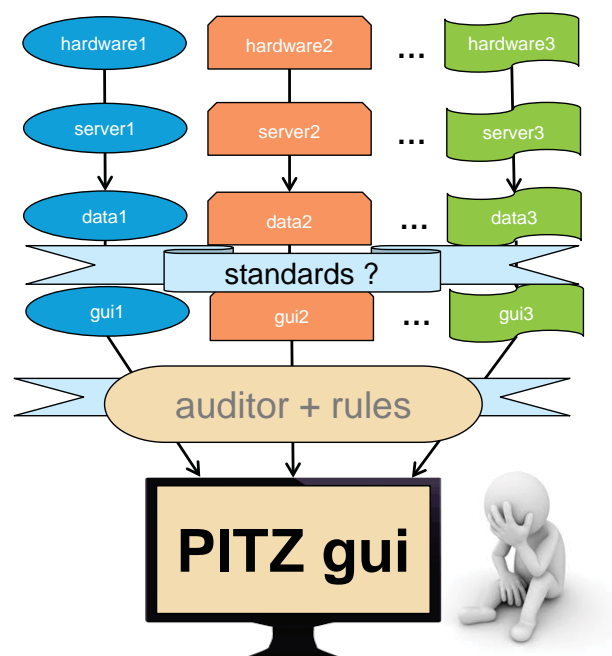 hardware1 hardware2 ... hardware3
server1 server2 ... server3
data1 data2 ... data3
standards ?
gui1 gui2 ... gui3
auditor + rules
PITZ gui